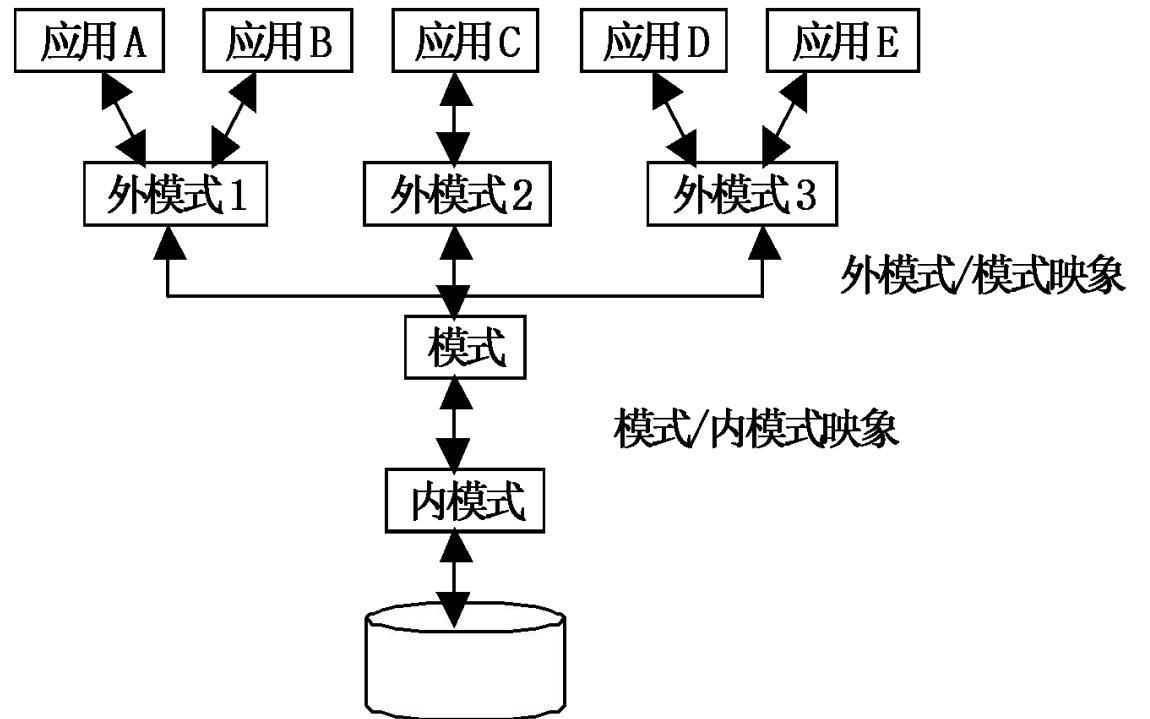 应用A 应用B 应用C 应用D 应用E
外模式1 外模式2 外模式3
外模式/模式映象
模式
模式/内模式映象
内模式